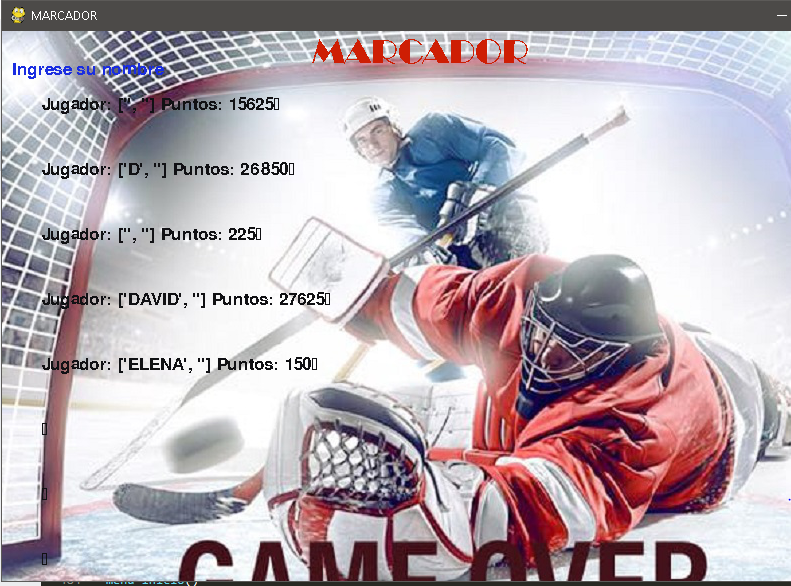 MARCADOR
MARCADOR
Ingrese su nombre
Jugador: ['', ''] Puntos: 15625▯
Jugador: ['D', ''] Puntos: 26850▯
Jugador: ['', ''] Puntos: 225▯
Jugador: ['DAVID', ''] Puntos: 27625▯
Jugador: ['ELENA', ''] Puntos: 150▯
▯
▯
▯
GAME OVER
menu_inicio()